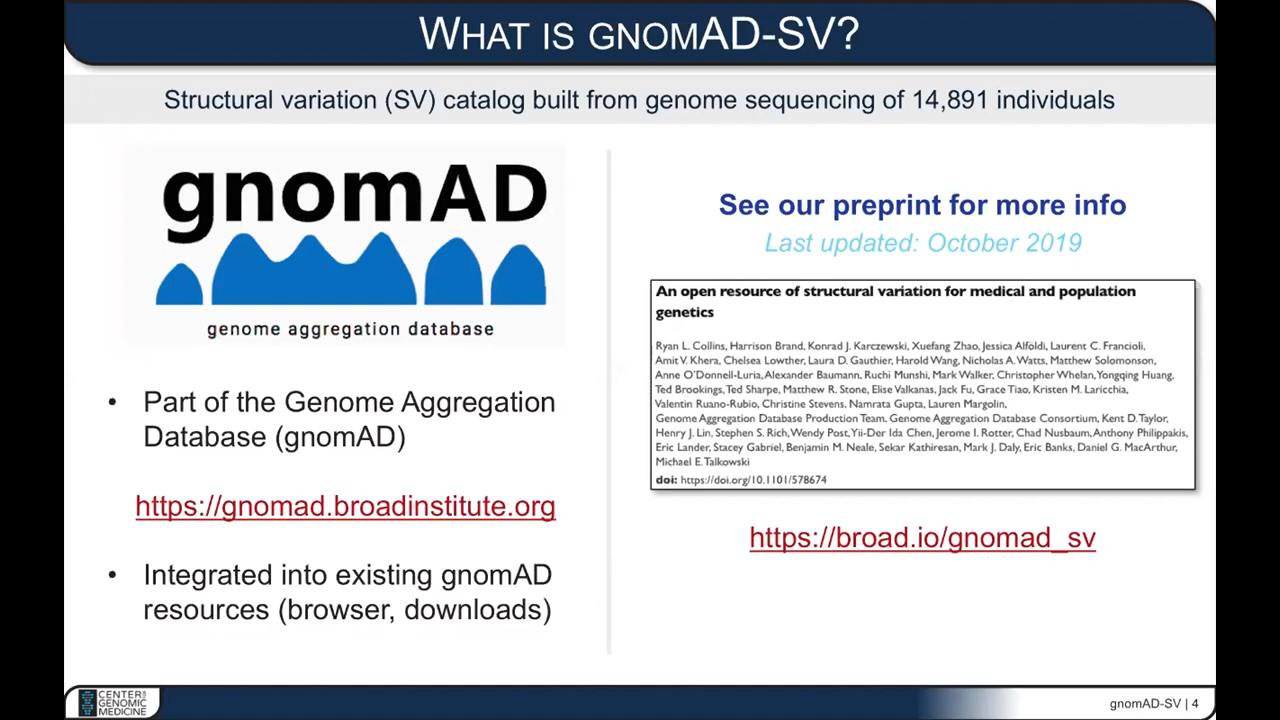 WHAT IS GNOMAD-SV?
Structural variation (SV) catalog built from genome sequencing of 14,891 individuals
gnomAD
genome aggregation database
• Part of the Genome Aggregation
Database (gnomAD)
https://gnomad.broadinstitute.org
• Integrated into existing gnomAD
resources (browser, downloads)
See our preprint for more info
Last updated: October 2019
An open resource of structural variation for medical and population
genetics
Ryan L. Collins, Harrison Brand, Konrad J. Karczewski, Xuefang Zhao, Jessica Alföldi, Laurent C. Francioli,
Amit V. Khera, Chelsea Lowther, Laura D. Gauthier, Harold Wang, Nicholas A. Watts, Matthew Solomonson,
Anne O'Donnell-Luria, Alexander Baumann, Ruchi Munshi, Mark Walker, Christopher Whelan, Yongqing Huang,
Ted Brookings, Ted Sharpe, Matthew R. Stone, Elise Valkanas, Jack Fu, Grace Tiao, Kristen M. Laricchia,
Valentin Ruano-Rubio, Christine Stevens, Namrata Gupta, Lauren Margolin,
Genome Aggregation Database Production Team, Genome Aggregation Database Consortium, Kent D. Taylor,
Henry J. Lin, Stephen S. Rich, Wendy Post, Yii-Der Ida Chen, Jerome I. Rotter, Chad Nusbaum, Anthony Philippakis,
Eric Lander, Stacey Gabriel, Benjamin M. Neale, Sekar Kathiresan, Mark J. Daly, Eric Banks, Daniel G. MacArthur,
Michael E. Talkowski
doi: https://doi.org/10.1101/578674
https://broad.io/gnomad_sv
CENTER FOR
GENOMIC
MEDICINE
gnomAD-SV | 4